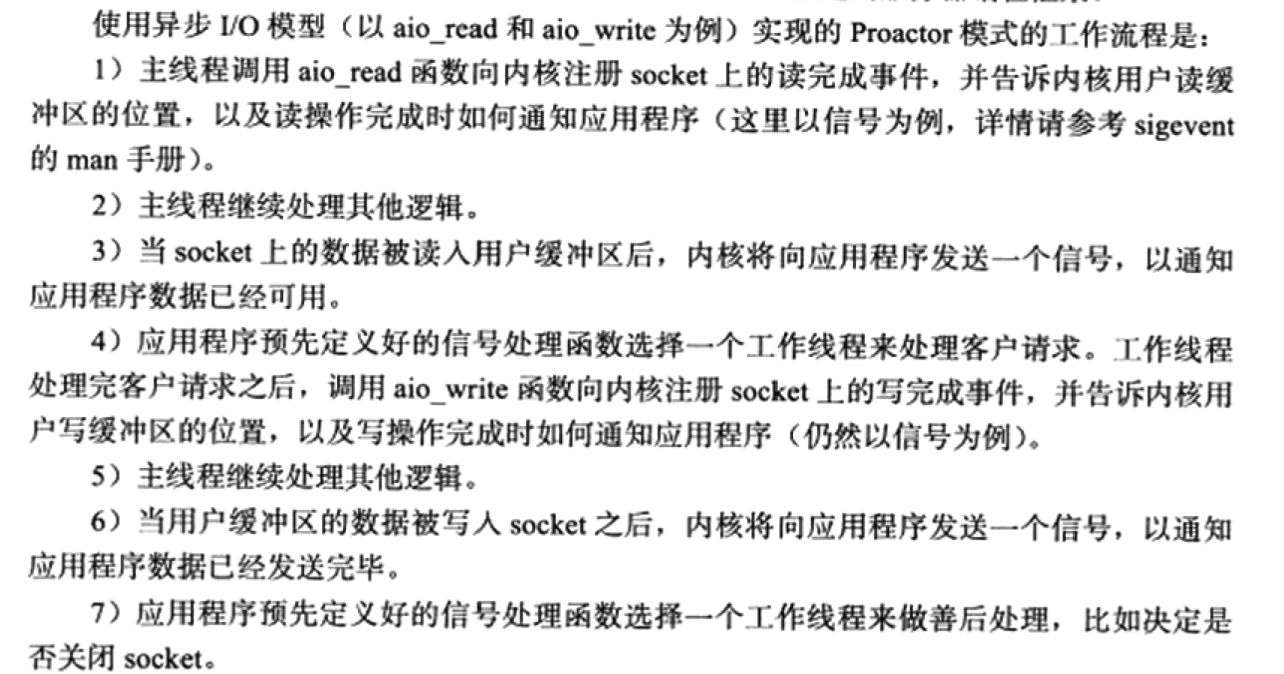 使用异步 I/O 模型（以 aio_read 和 aio_write 为例）实现的 Proactor 模式的工作流程是：
1）主线程调用 aio_read 函数向内核注册 socket 上的读完成事件，并告诉内核用户读缓
冲区的位置，以及读操作完成时如何通知应用程序（这里以信号为例，详情请参考 sigevent
的 man 手册）。
2）主线程继续处理其他逻辑。
3）当 socket 上的数据被读入用户缓冲区后，内核将向应用程序发送一个信号，以通知
应用程序数据已经可用。
4）应用程序预先定义好的信号处理函数选择一个工作线程来处理客户请求。工作线程
处理完客户请求之后，调用 aio_write 函数向内核注册 socket 上的写完成事件，并告诉内核用
户写缓冲区的位置，以及写操作完成时如何通知应用程序（仍然以信号为例）。
5）主线程继续处理其他逻辑。
6）当用户缓冲区的数据被写入 socket 之后，内核将向应用程序发送一个信号，以通知
应用程序数据已经发送完毕。
7）应用程序预先定义好的信号处理函数选择一个工作线程来做善后处理，比如决定是
否关闭 socket。